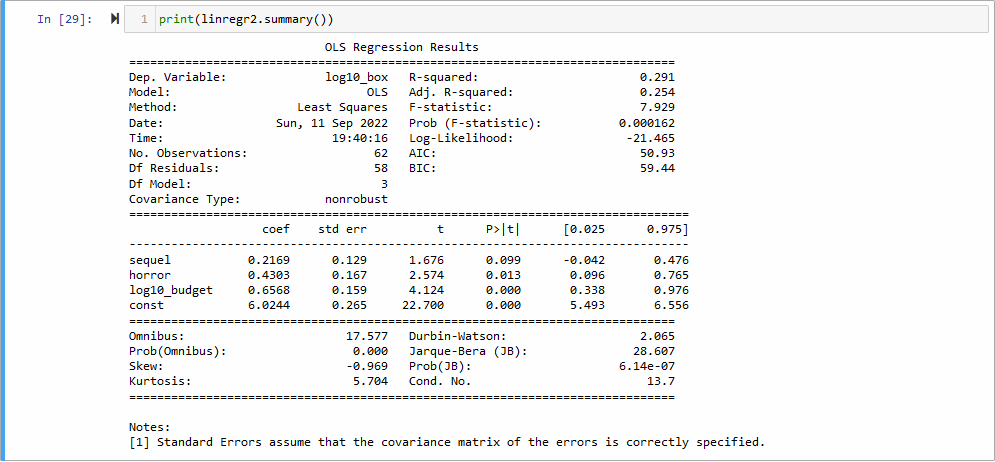 In [29]: 1 print(linregr2.summary())
OLS Regression Results
==============================================================================
Dep. Variable: log10_box R-squared: 0.291
Model: OLS Adj. R-squared: 0.254
Method: Least Squares F-statistic: 7.929
Date: Sun, 11 Sep 2022 Prob (F-statistic): 0.000162
Time: 19:40:16 Log-Likelihood: -21.465
No. Observations: 62 AIC: 50.93
Df Residuals: 58 BIC: 59.44
Df Model: 3
Covariance Type: nonrobust
================================================================================
coef std err t P>|t| [0.025 0.975]
--------------------------------------------------------------------------------
sequel 0.2169 0.129 1.676 0.099 -0.042 0.476
horror 0.4303 0.167 2.574 0.013 0.096 0.765
log10_budget 0.6568 0.159 4.124 0.000 0.338 0.976
const 6.0244 0.265 22.700 0.000 5.493 6.556
==============================================================================
Omnibus: 17.577 Durbin-Watson: 2.065
Prob(Omnibus): 0.000 Jarque-Bera (JB): 28.607
Skew: -0.969 Prob(JB): 6.14e-07
Kurtosis: 5.704 Cond. No. 13.7
==============================================================================
Notes:
[1] Standard Errors assume that the covariance matrix of the errors is correctly specified.